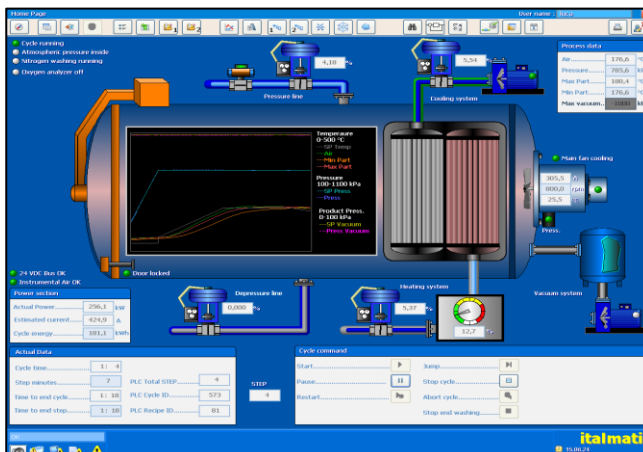 Home Page
User name :
Cycle running
Atmospheric pressure inside
Nitrogen washing running
Oxygen analyzer off
4,18 %
Pressure line
5,54 %
Cooling system
Process data
Air 176,6
Pressure 785,6
Max Part 180,4
Min Part 176,6
Max vacuum
Temperaure
0-500 °C
SP Temp
Air
Min Part
Max Part
Pressure
100-1100 kPa
SP Press
Press
Product Press.
0-100 kPa
SP Vacuum
Press Vacuum
Main fan cooling
305,5 A
800,0 rpm
25,5
Press.
24 VDC Bus OK
Instrumental Air OK
Door locked
Power section
Actual Power 256,1 kW
Estimated current 424,9 A
Cycle energy 181,1 kWh
0,000 %
Depressure line
Heating system
5,37 %
12,7 %
Vacuum system
Actual Data
Cycle time 1: 4
Step minutes 7
Time to end cycle 1: 18
Time to end step 1: 18
PLC Total STEP 4
PLC Cycle ID 573
PLC Recipe ID 81
STEP
4
Cycle command
Start
Pause
Restart
Jump
Stop cycle
Abort cycle
Stop end washing
italmati